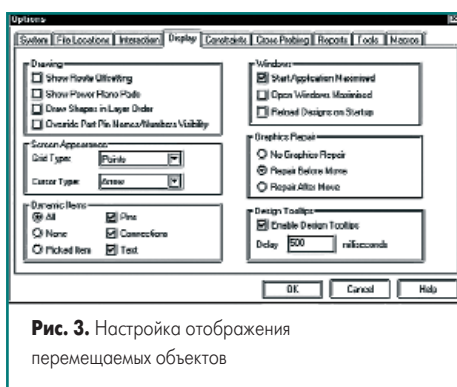 Options
System File Locations Interaction Display Constraints Cross Probing Reports Tools Macros
Drawing
Show Route Offsetting
Show Power Plane Pads
Draw Shapes in Layer Order
Override Part Pin Names/Numbers Visibility
Windows
Start Application Maximised
Open Windows Maximised
Reload Designs on Startup
Screen Appearance
Grid Type: Points
Cursor Type: Arrow
Graphics Repair
No Graphics Repair
Repair Before Move
Repair After Move
Dynamic Items
All Pins
None Connections
Picked Item Text
Design Tooltips
Enable Design Tooltips
Delay 500 milliseconds
OK Cancel Help
Рис. 3. Настройка отображения
перемещаемых объектов